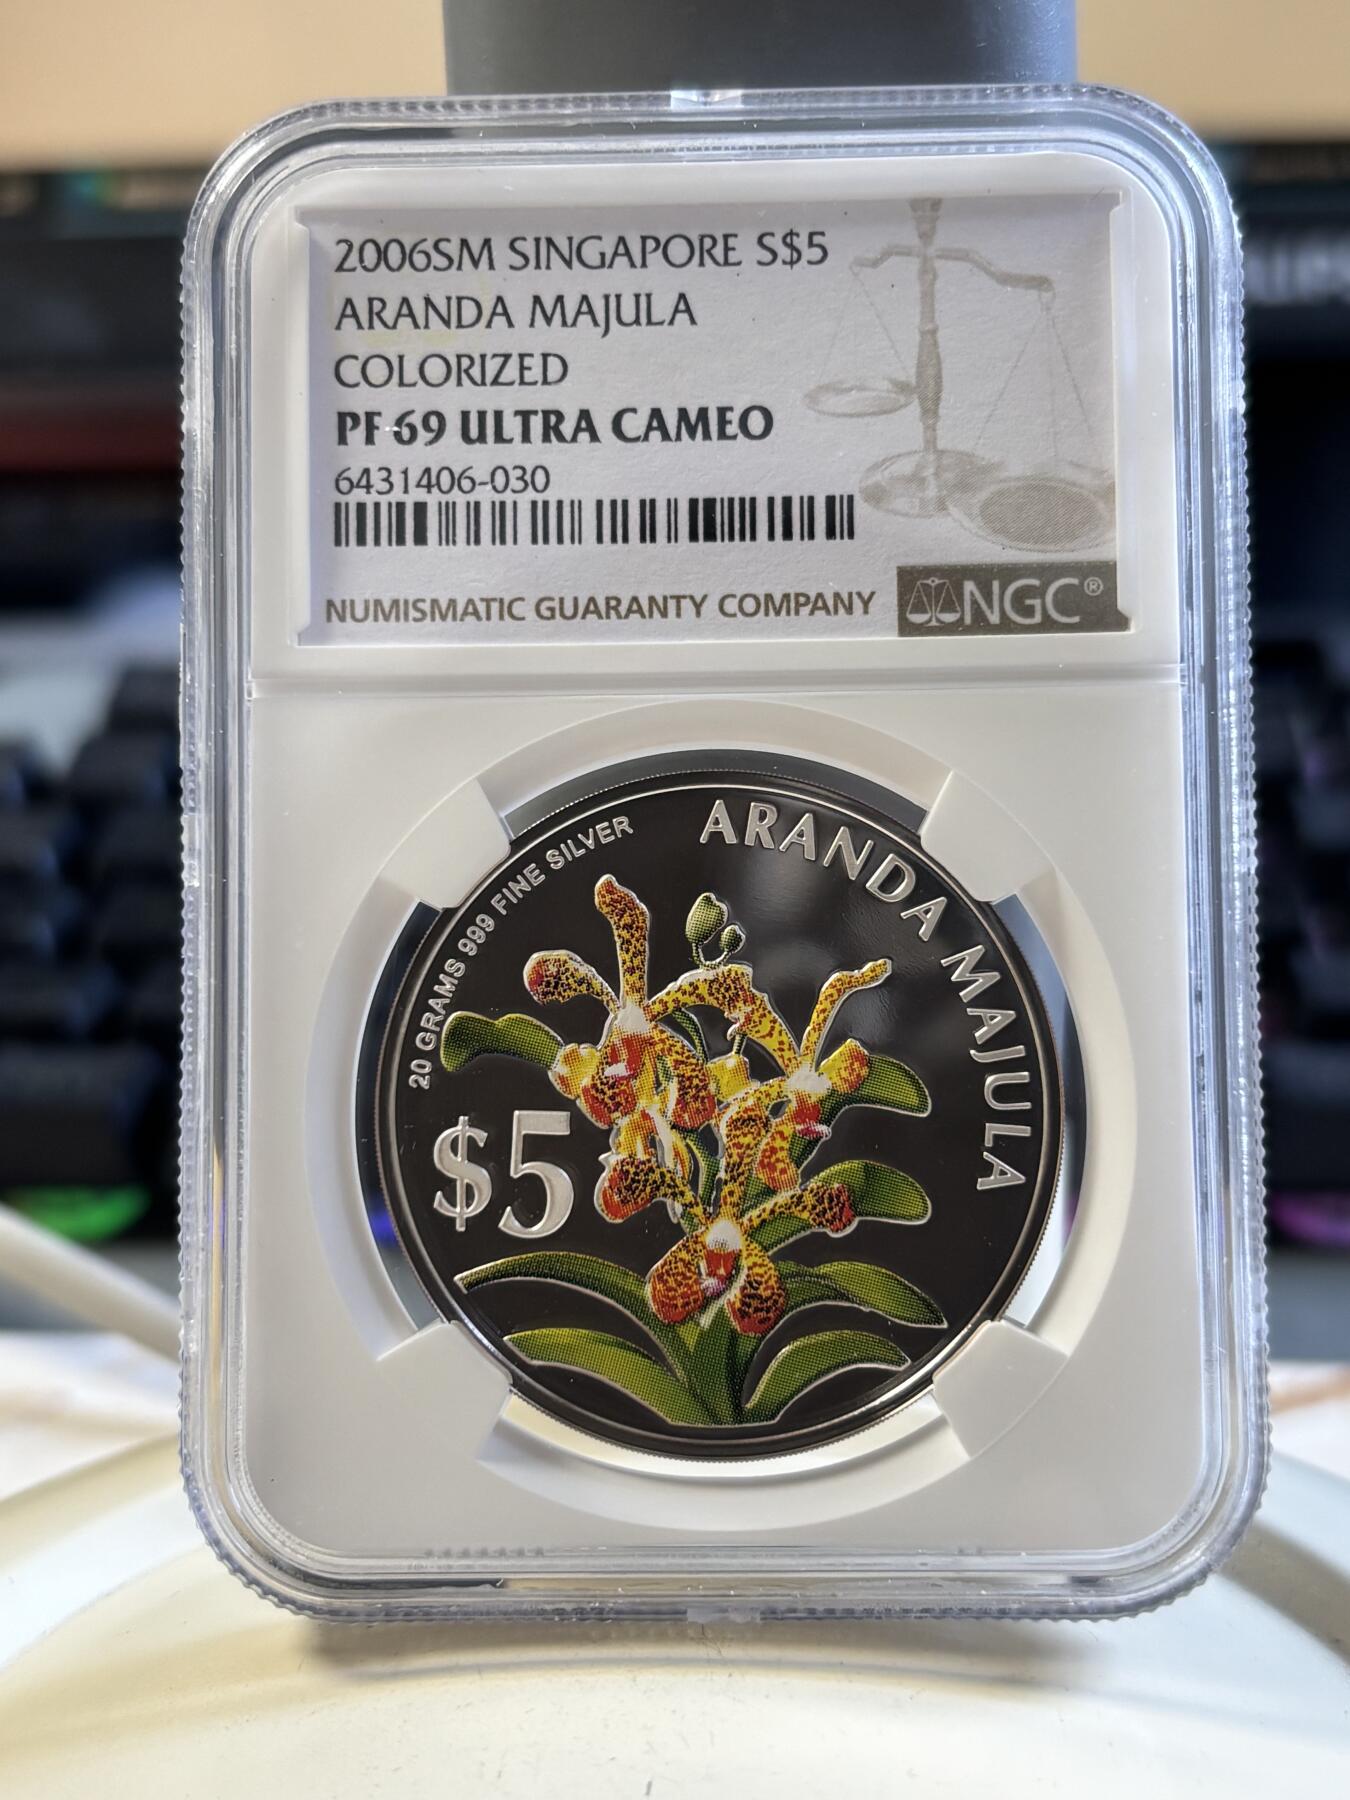 2006SM SINGAPORE S$5
ARANDA MAJULA
COLORIZED
PF 69 ULTRA CAMEO
6431406-030
NUMISMATIC GUARANTY COMPANY
NGC®
20 GRAMS 999 FINE SILVER
ARANDA MAJULA
$5